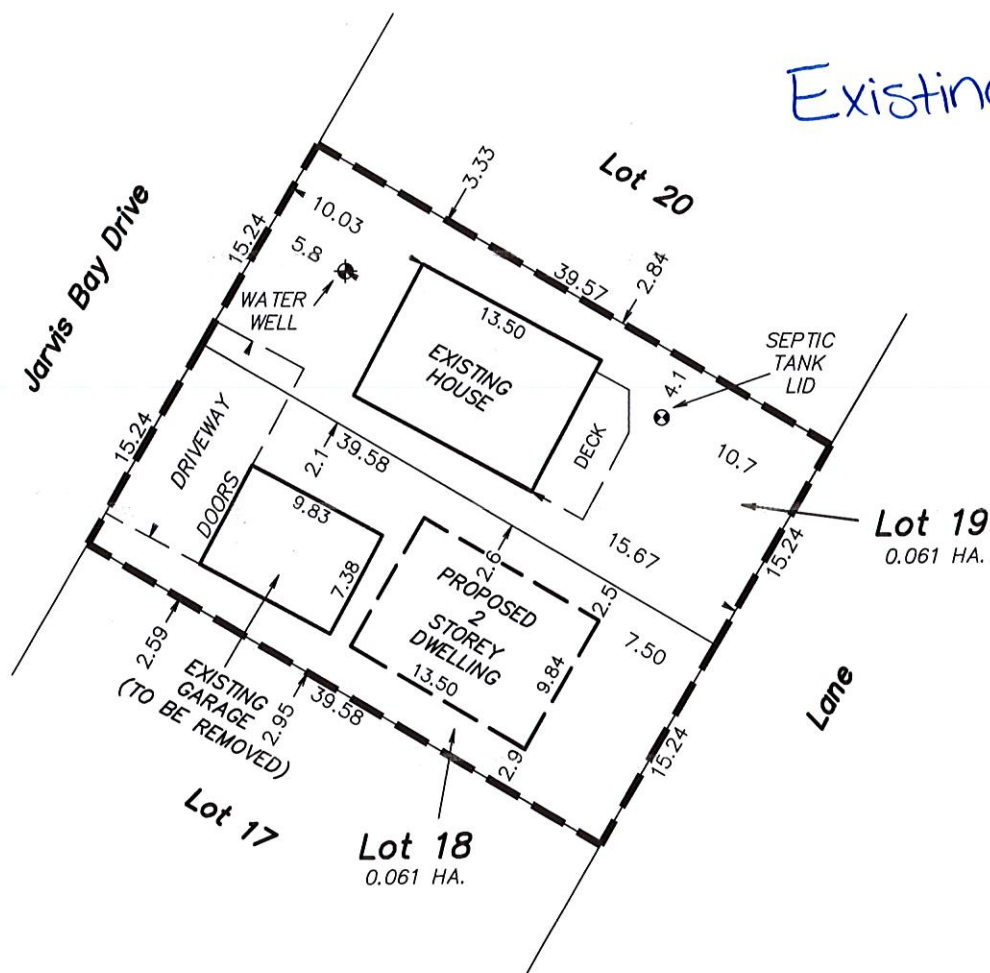 Existing
Lot 20
Jarvis Bay Drive
3.33
10.03
15.24
5.8
39.57
2.84
WATER
WELL
13.50
EXISTING
HOUSE
SEPTIC
TANK
LID
4.1
DECK
10.7
DRIVEWAY
15.24
DOORS
2.1
39.58
9.83
7.38
15.67
Lot 19
0.061 HA.
15.24
2.6
PROPOSED
2
STOREY
DWELLING
2.5
7.50
13.50
9.84
2.59
EXISTING
GARAGE
(TO BE REMOVED)
2.95
39.58
2.9
15.24
Lane
Lot 17
Lot 18
0.061 HA.